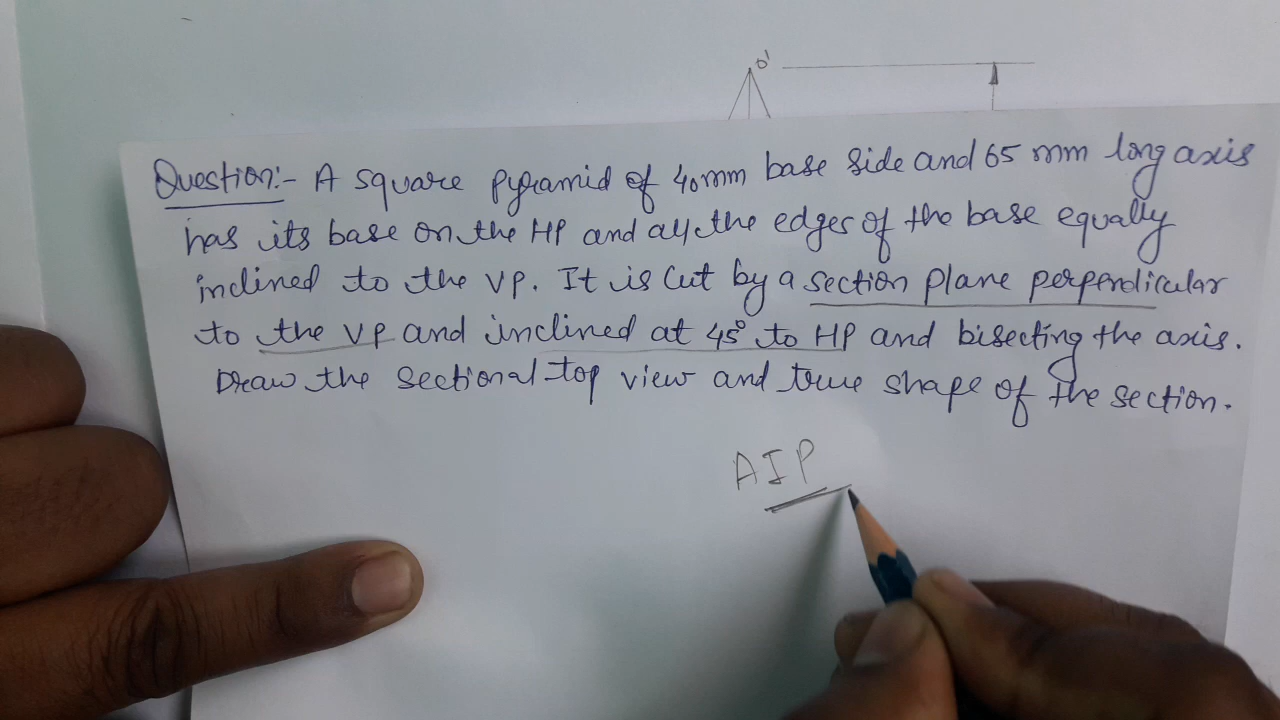 O'
Question:- A square pyramid of 40mm base side and 65 mm long axis
has its base on the HP and all the edges of the base equally
inclined to the VP. It is cut by a section plane perpendicular
to the VP and inclined at 45° to HP and bisecting the axis.
Draw the sectional top view and true shape of the section.
AIP